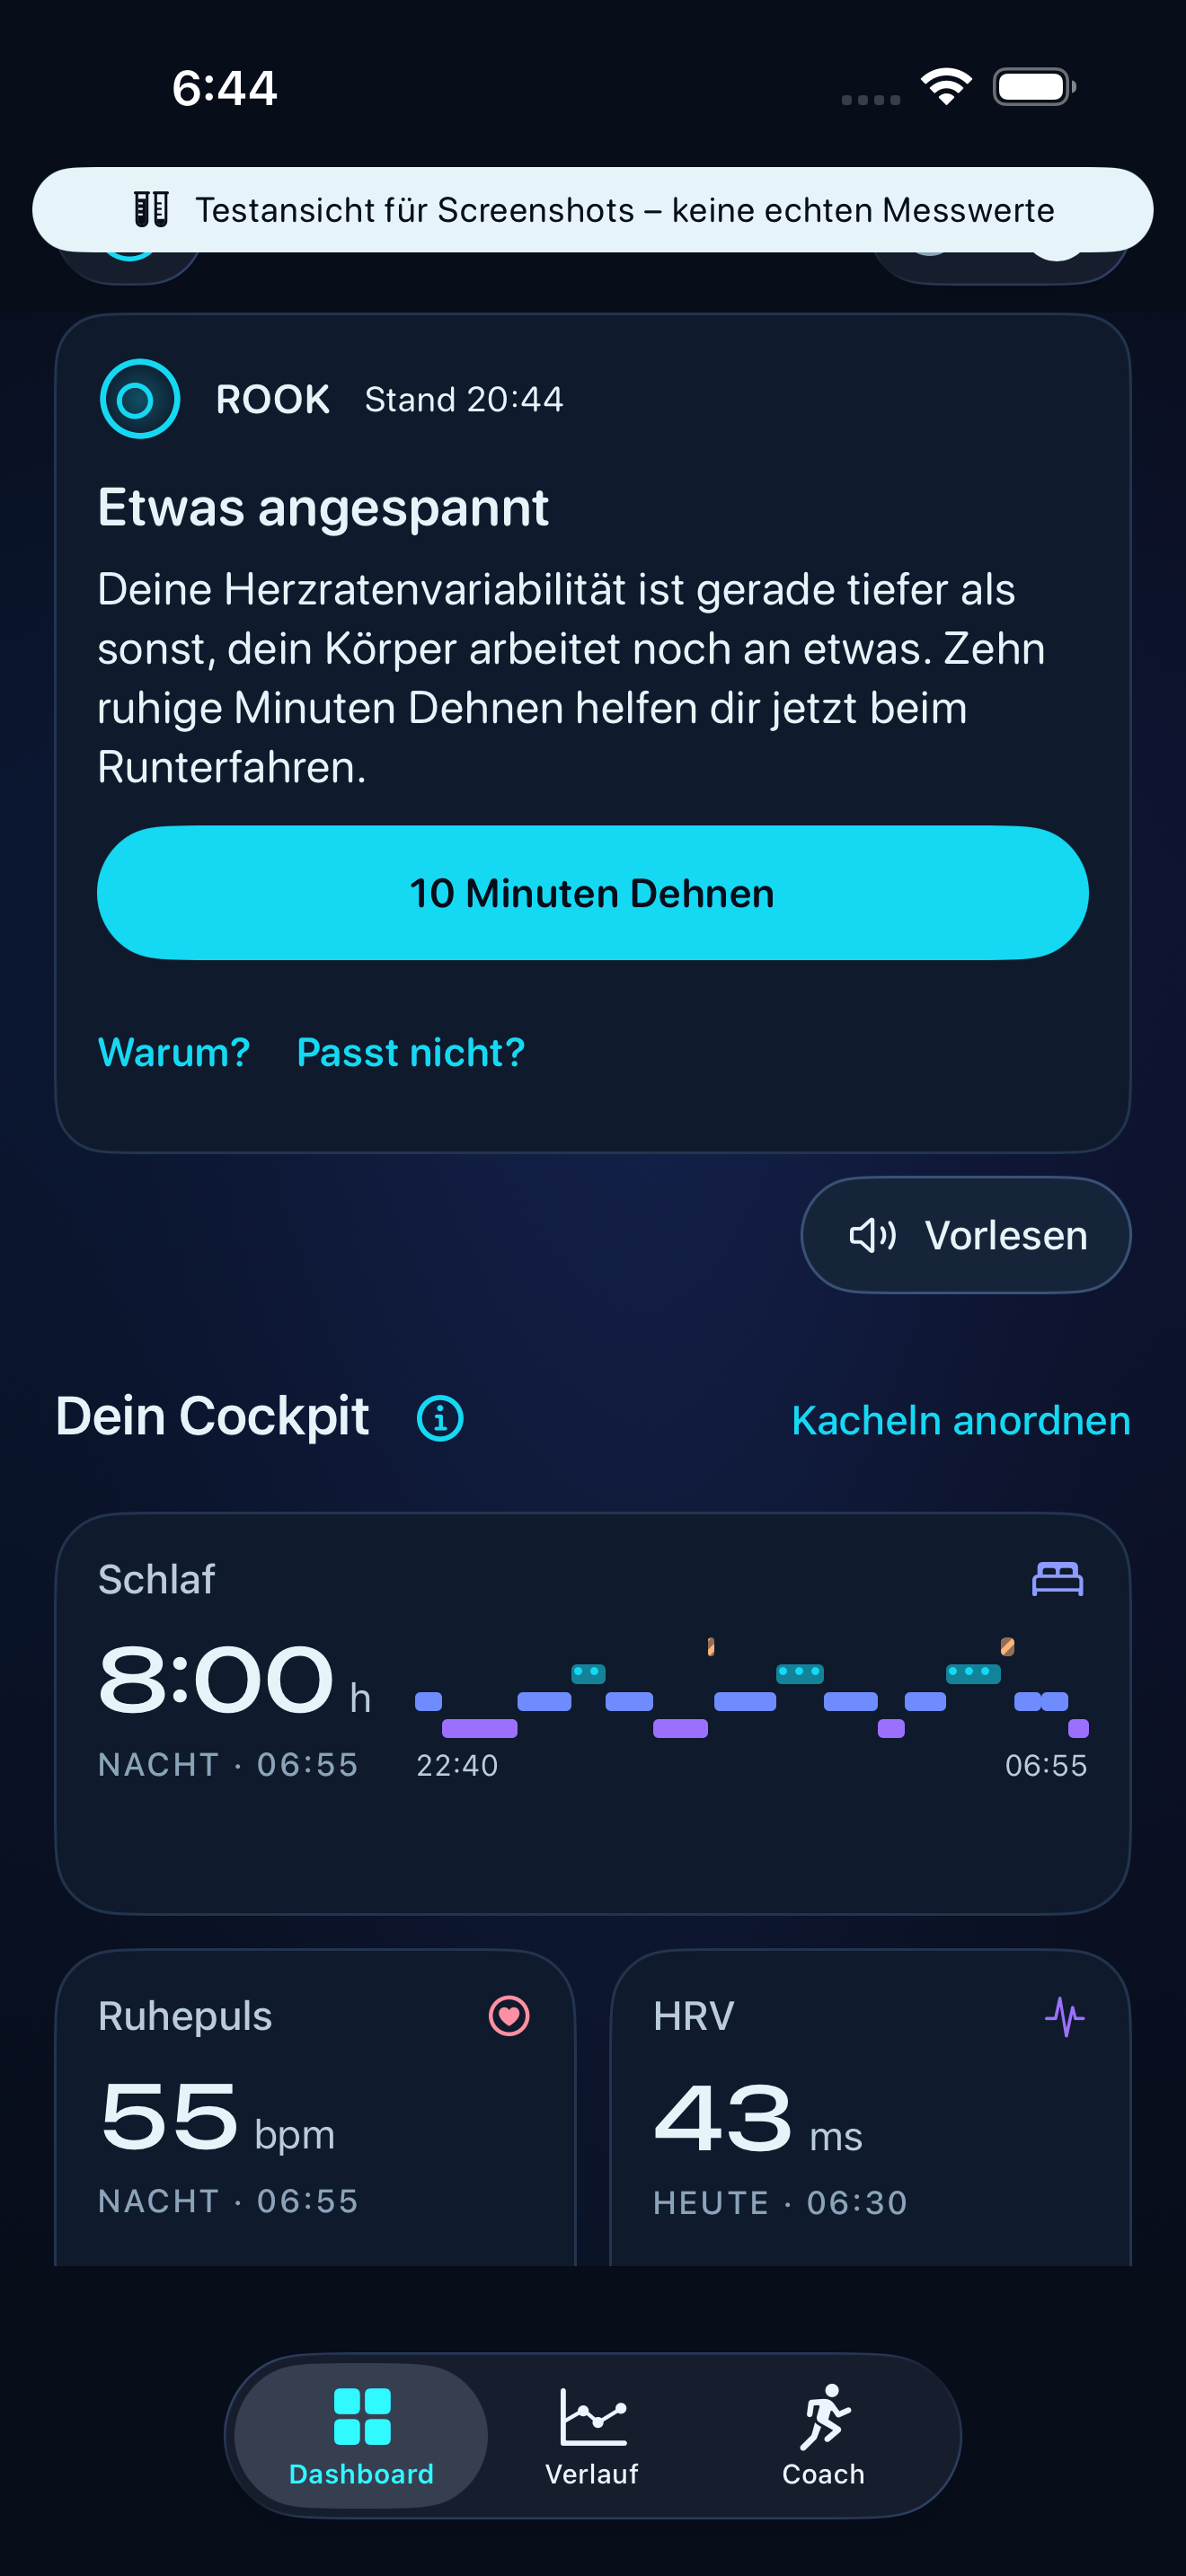 6:44
Testansicht für Screenshots – keine echten Messwerte
ROOK Stand 20:44
Etwas angespannt
Deine Herzratenvariabilität ist gerade tiefer als
sonst, dein Körper arbeitet noch an etwas. Zehn
ruhige Minuten Dehnen helfen dir jetzt beim
Runterfahren.
10 Minuten Dehnen
Warum? Passt nicht?
Vorlesen
Dein Cockpit Kacheln anordnen
Schlaf
8:00 h
NACHT · 06:55
22:40 06:55
Ruhepuls
55 bpm
NACHT · 06:55
HRV
43 ms
HEUTE · 06:30
Dashboard Verlauf Coach